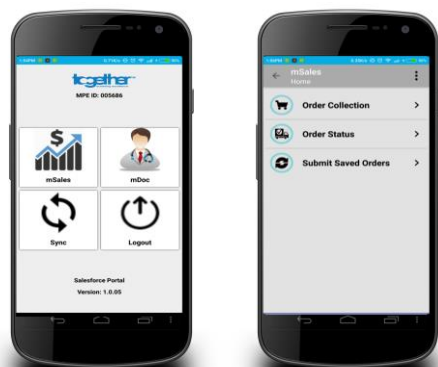 together
MPE ID: 005686
mSales
mDoc
Sync
Logout
Salesforce Portal
Version: 1.0.05
mSales
Home
Order Collection
Order Status
Submit Saved Orders